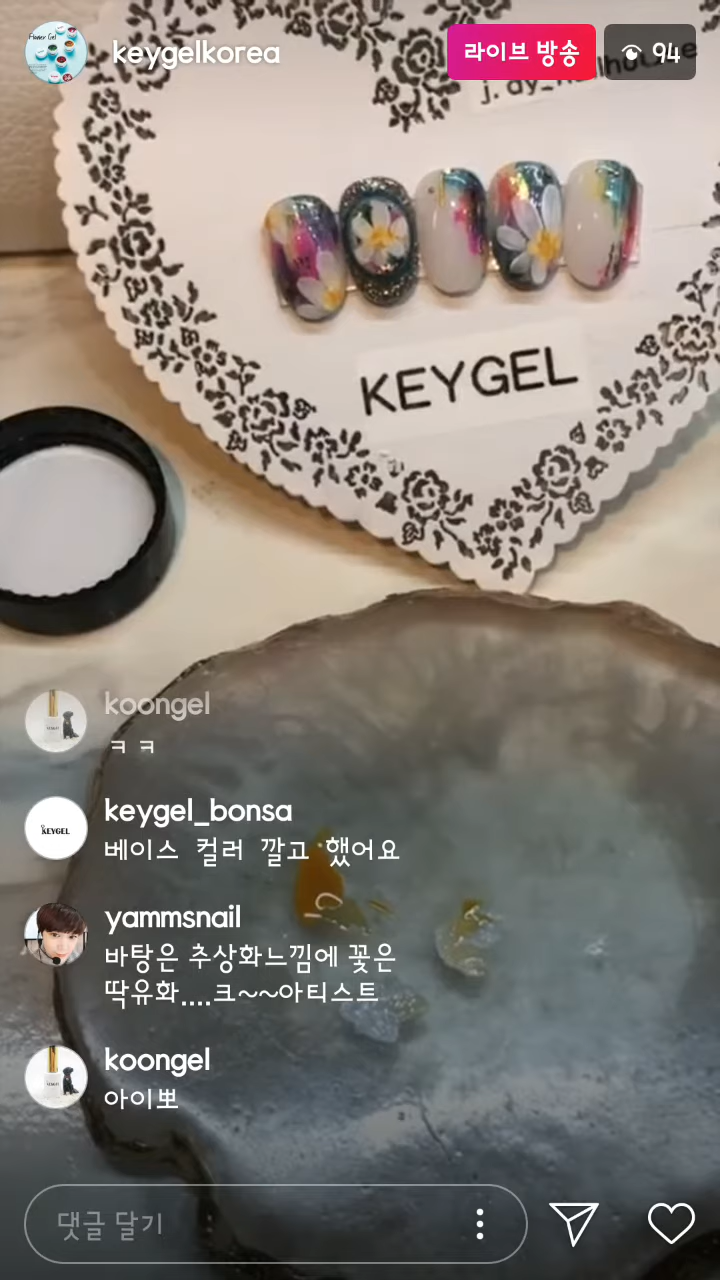 keygelkorea
라이브 방송
94
KEYGEL
koongel
ㅋ ㅋ
KEYGEL
keygel_bonsa
베이스 컬러 깔고 했어요
yammsnail
바탕은 추상화느낌에 꽃은
딱유화....크~~아티스트
koongel
아이뽀
댓글 달기